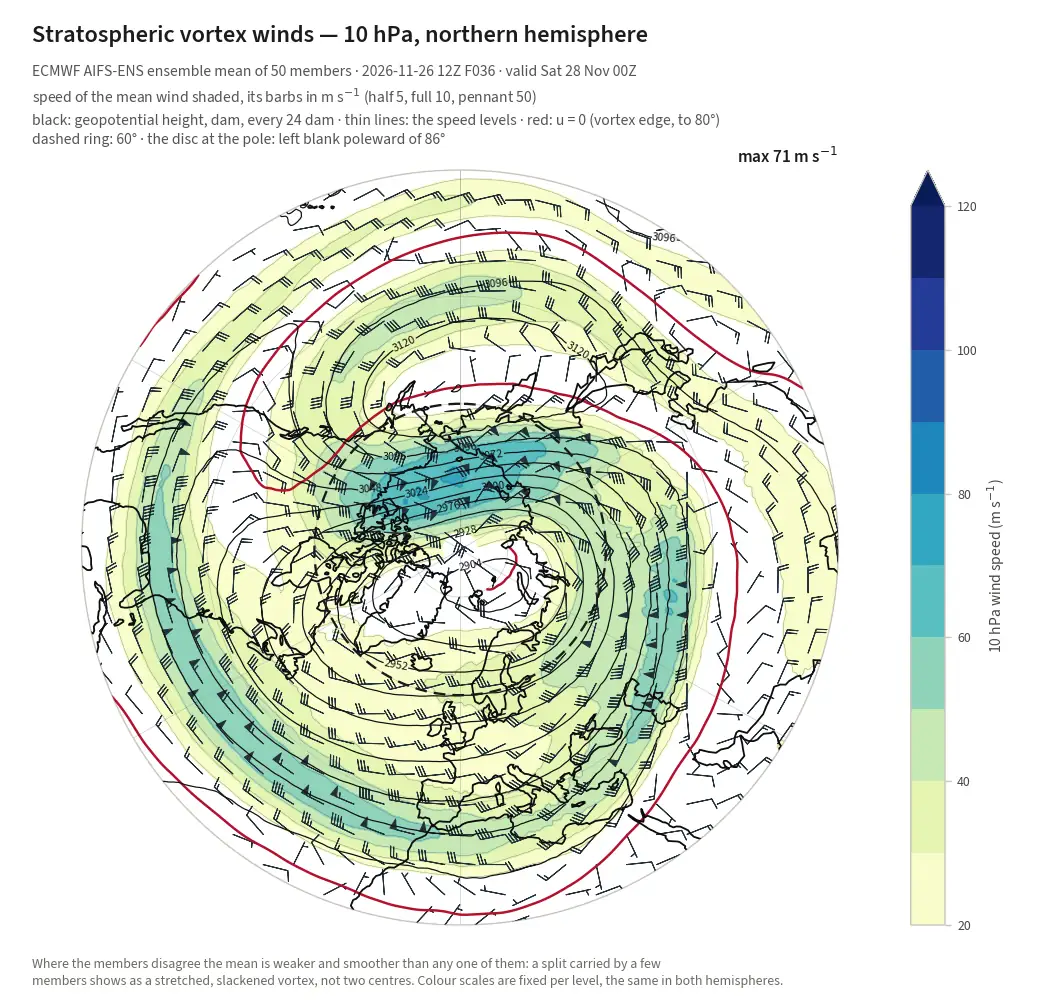 Stratospheric vortex winds — 10 hPa, northern hemisphere
ECMWF AIFS-ENS ensemble mean of 50 members · 2026-11-26 12Z F036 · valid Sat 28 Nov 00Z
speed of the mean wind shaded, its barbs in m s⁻¹ (half 5, full 10, pennant 50)
black: geopotential height, dam, every 24 dam · thin lines: the speed levels · red: u = 0 (vortex edge, to 80°)
dashed ring: 60° · the disc at the pole: left blank poleward of 86°
max 71 m s⁻¹
120
100
80
60
40
20
10 hPa wind speed (m s⁻¹)
3096
3096
3120
3120
3072
3024
2976
2928
2904
2952
Where the members disagree the mean is weaker and smoother than any one of them: a split carried by a few
members shows as a stretched, slackened vortex, not two centres. Colour scales are fixed per level, the same in both hemispheres.